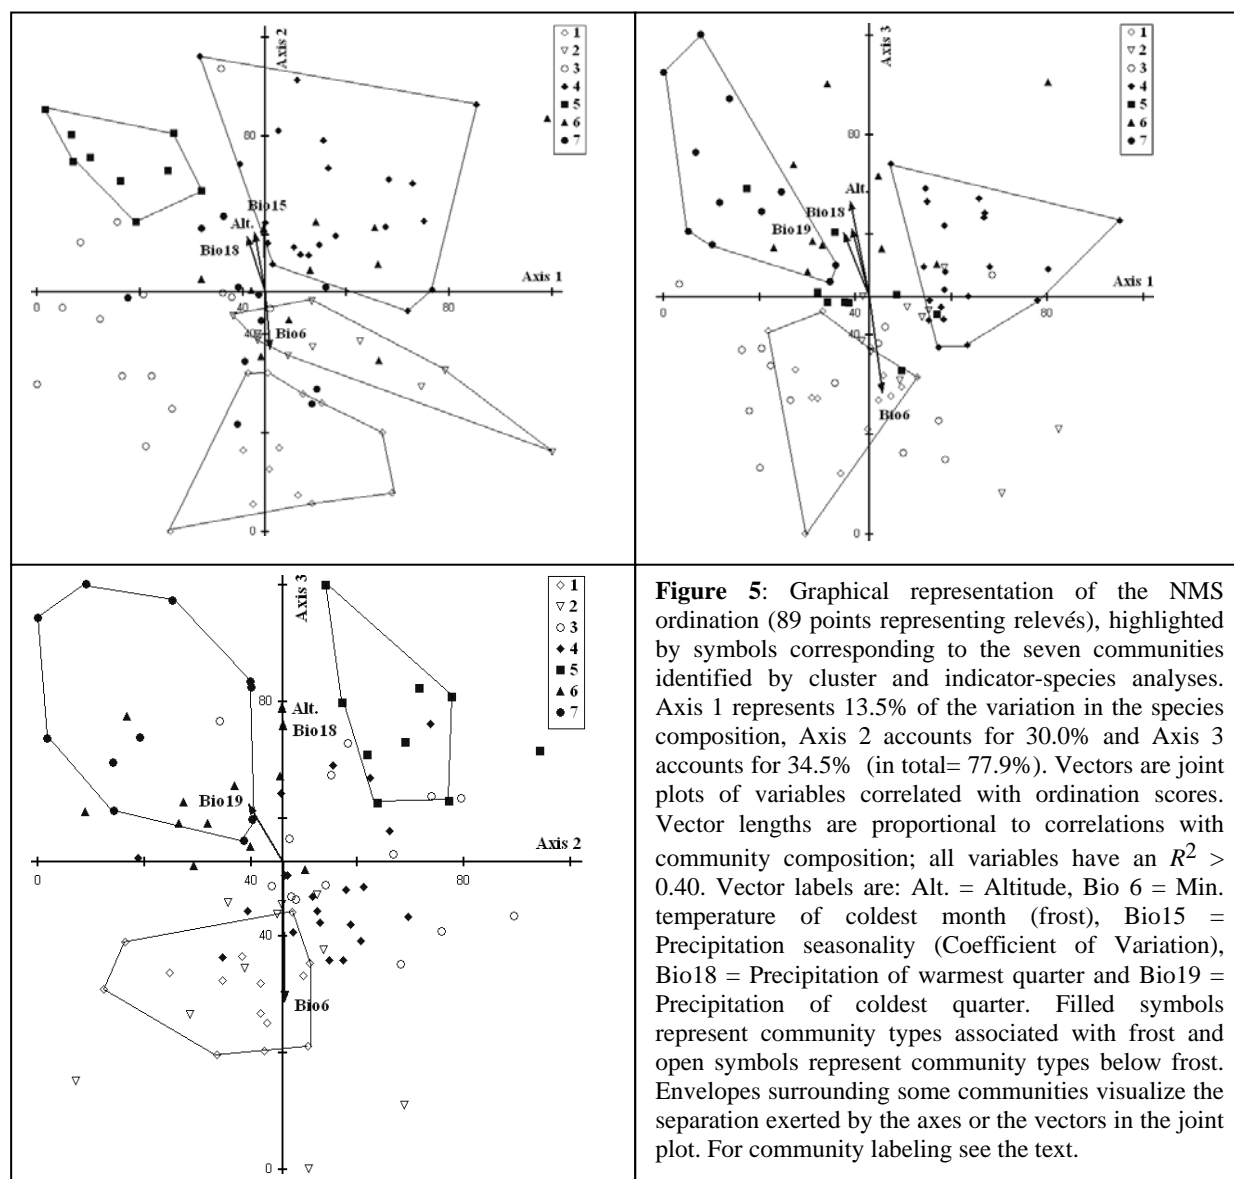 Axis 2
1
2
3
4
5
6
7
80
Bio15
Alt.
Bio18
Axis 1
0
40
80
40
Bio6
0
Axis 3
1
2
3
4
5
6
7
80
Alt.
Bio18
Bio19
Axis 1
0
80
40
Bio6
0
Axis 3
1
2
3
4
5
6
7
80
Alt.
Bio18
Bio19
Axis 2
0
80
40
Bio6
0
Figure 5: Graphical representation of the NMS
ordination (89 points representing relevés), highlighted
by symbols corresponding to the seven communities
identified by cluster and indicator-species analyses.
Axis 1 represents 13.5% of the variation in the species
composition, Axis 2 accounts for 30.0% and Axis 3
accounts for 34.5% (in total= 77.9%). Vectors are joint
plots of variables correlated with ordination scores.
Vector lengths are proportional to correlations with
community composition; all variables have an R² >
0.40. Vector labels are: Alt. = Altitude, Bio 6 = Min.
temperature of coldest month (frost), Bio15 =
Precipitation seasonality (Coefficient of Variation),
Bio18 = Precipitation of warmest quarter and Bio19 =
Precipitation of coldest quarter. Filled symbols
represent community types associated with frost and
open symbols represent community types below frost.
Envelopes surrounding some communities visualize the
separation exerted by the axes or the vectors in the joint
plot. For community labeling see the text.